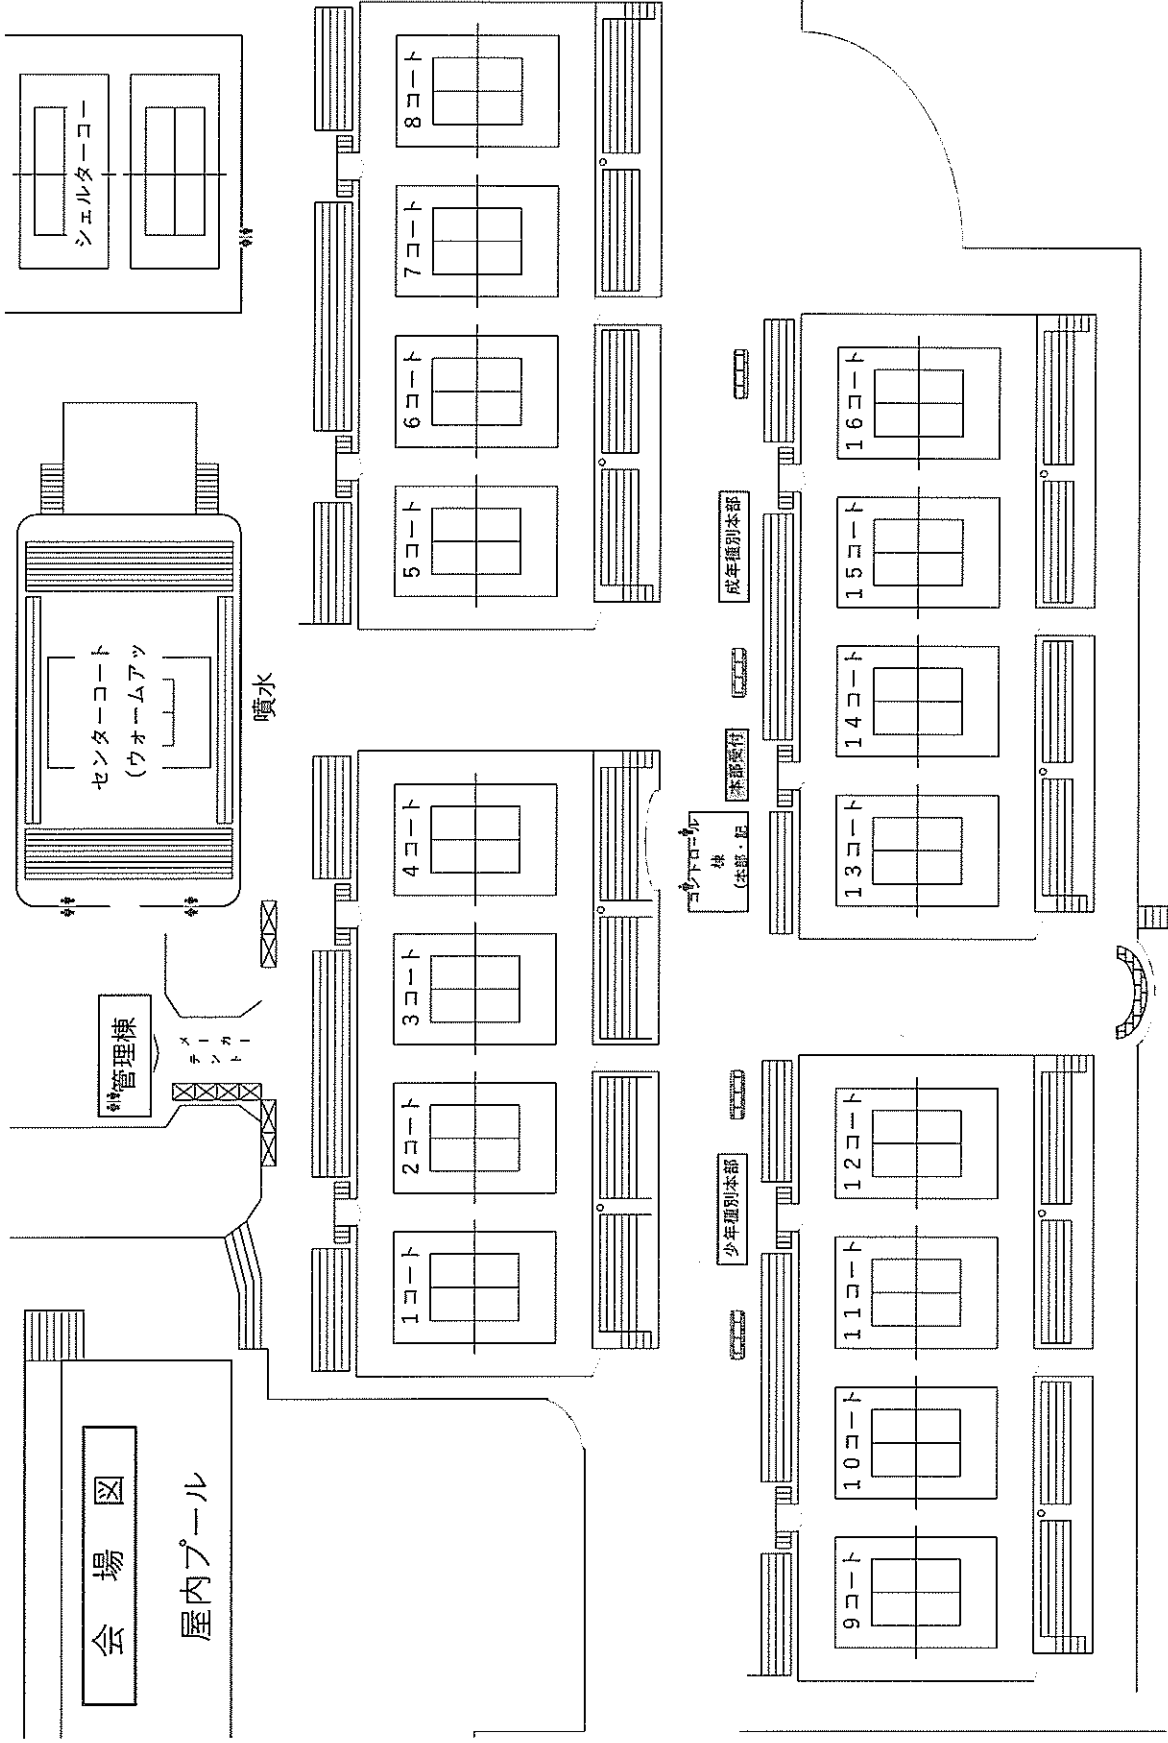 会場図
屋内プール
管理棟
メーカー
テント
センターコート
(ウォームアッ
噴水
シェルターコー
1コート
2コート
3コート
4コート
5コート
6コート
7コート
8コート
少年種別本部
コントロール
棟
(本部・記
本部受付
成年種別本部
9コート
10コート
11コート
12コート
13コート
14コート
15コート
16コート